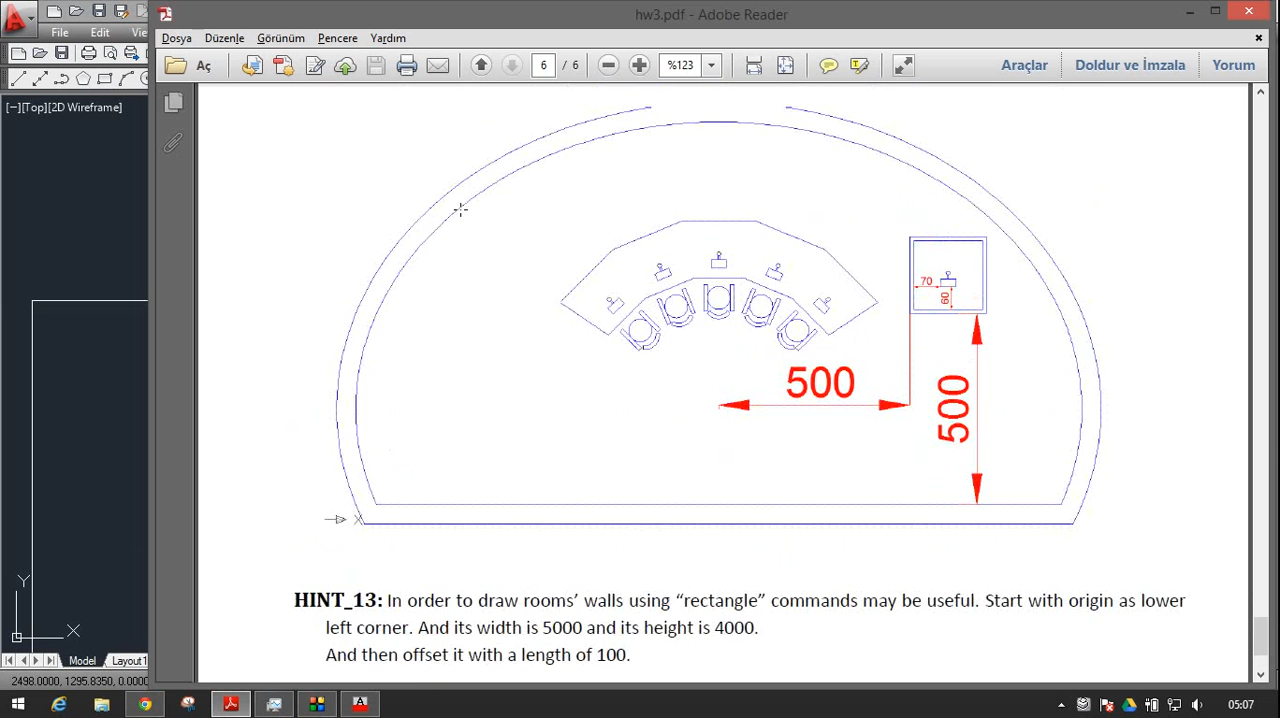 hw3.pdf - Adobe Reader
File Edit
Dosya Düzenle Görünüm Pencere Yardım
Aç 6 / 6 %123 Araçlar Doldur ve İmzala Yorum
[−][Top][2D Wireframe]
70
60
500
500
X
Y
X
HINT_13: In order to draw rooms’ walls using “rectangle” commands may be useful. Start with origin as lower
left corner. And its width is 5000 and its height is 4000.
And then offset it with a length of 100.
Model Layout1
2498.0000, 1295.8350, 0.0000
05:07